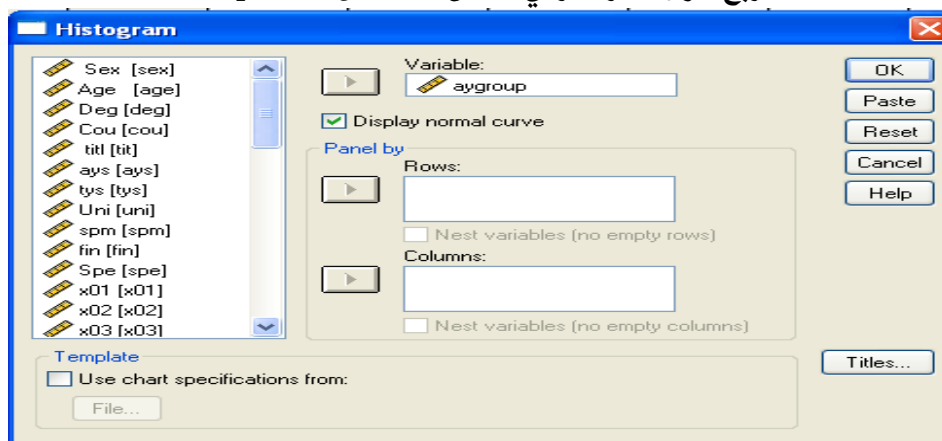 Histogram
Sex [sex]
Age [age]
Deg [deg]
Cou [cou]
titl [tit]
ays [ays]
tys [tys]
Uni [uni]
spm [spm]
fin [fin]
Spe [spe]
x01 [x01]
x02 [x02]
x03 [x03]
Variable:
aygroup
Display normal curve
Panel by
Rows:
Nest variables (no empty rows)
Columns:
Nest variables (no empty columns)
OK
Paste
Reset
Cancel
Help
Template
Use chart specifications from:
File...
Titles...